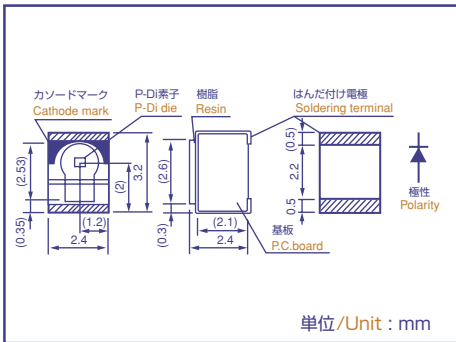 カソードマーク
Cathode mark
P-Di素子
P-Di die
樹脂
Resin
はんだ付け電極
Soldering terminal
(2.53)
(0.35)
(2)
3.2
(1.2)
2.4
(2.6)
(0.3)
(2.1)
2.4
基板
P.C.board
(0.5)
2.2
0.5
極性
Polarity
単位/Unit : mm